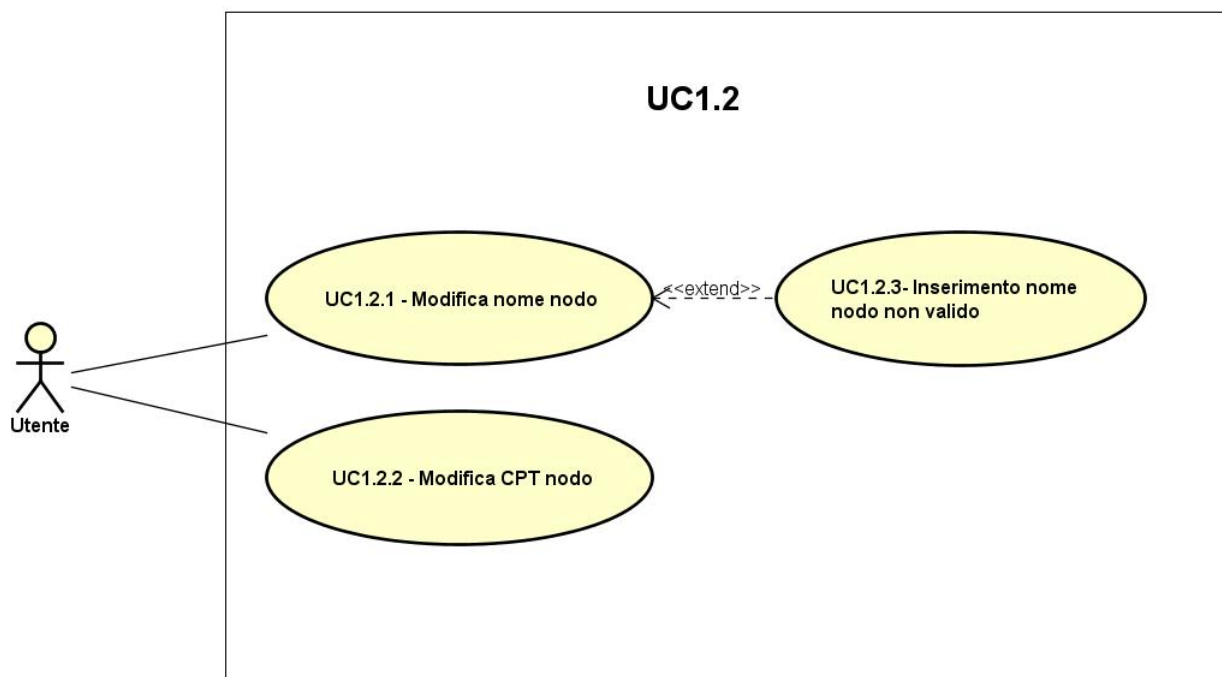 UC1.2
UC1.2.1 - Modifica nome nodo
<<extend>>
UC1.2.3- Inserimento nome
nodo non valido
Utente
UC1.2.2 - Modifica CPT nodo